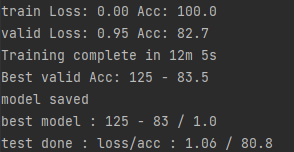 train Loss: 0.00 Acc: 100.0
valid Loss: 0.95 Acc: 82.7
Training complete in 12m 5s
Best valid Acc: 125 - 83.5
model saved
best model : 125 - 83 / 1.0
test done : loss/acc : 1.06 / 80.8